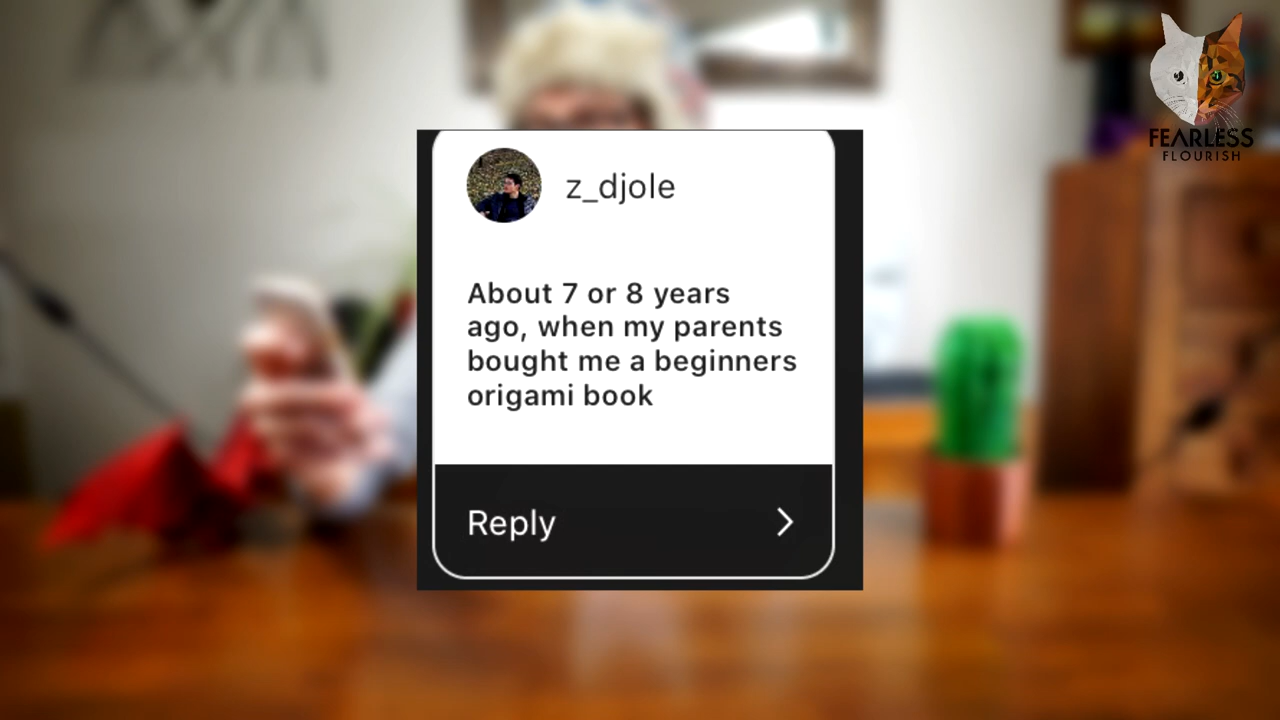 FEARLESS
FLOURISH
z_djole
About 7 or 8 years
ago, when my parents
bought me a beginners
origami book
Reply